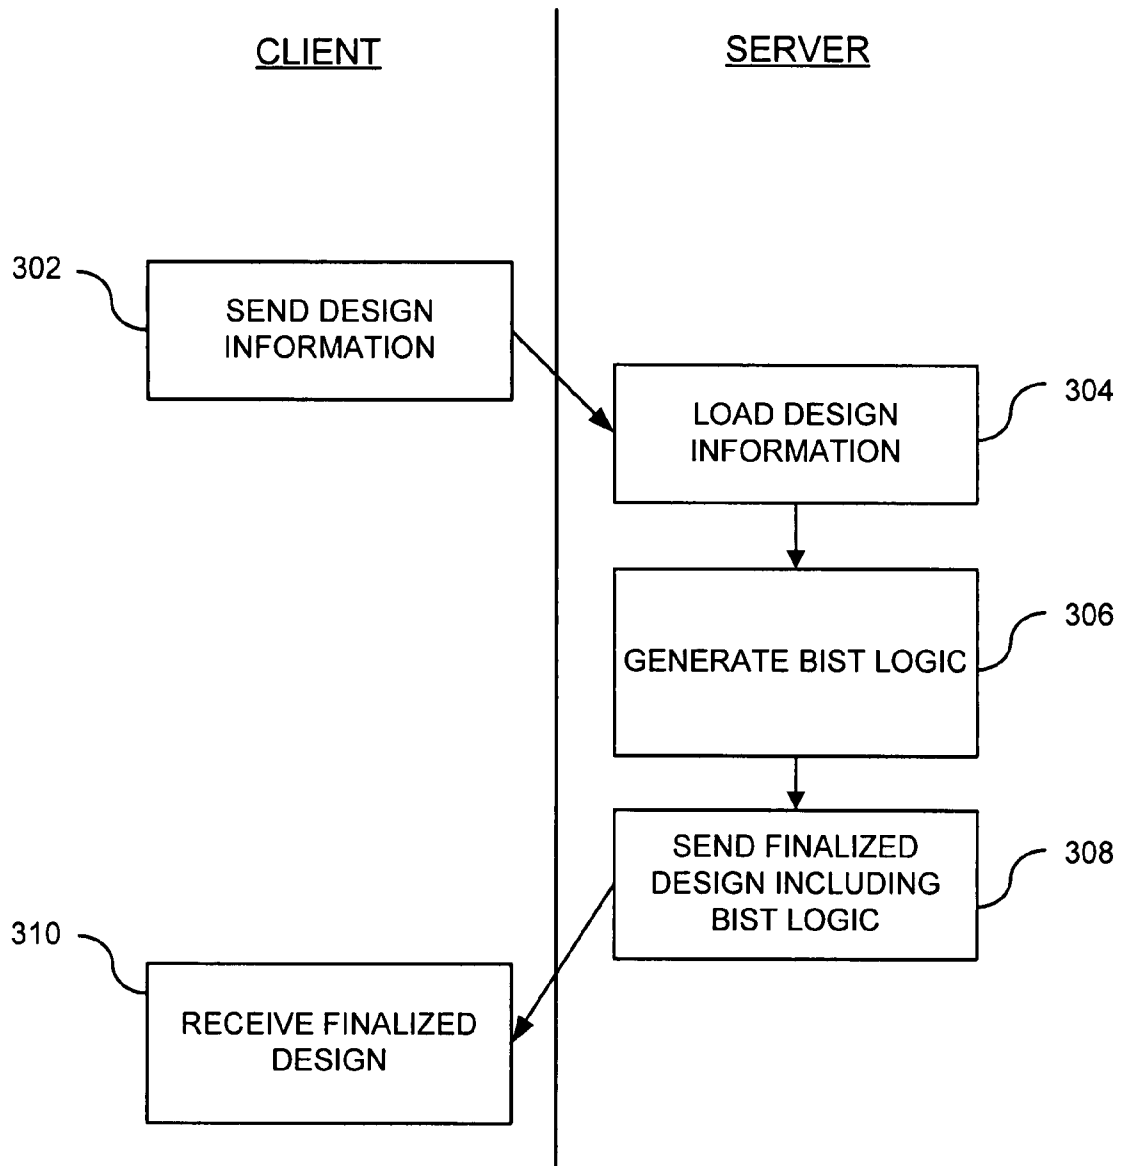 CLIENT
SERVER
302
SEND DESIGN
INFORMATION
304
LOAD DESIGN
INFORMATION
306
GENERATE BIST LOGIC
308
SEND FINALIZED
DESIGN INCLUDING
BIST LOGIC
310
RECEIVE FINALIZED
DESIGN